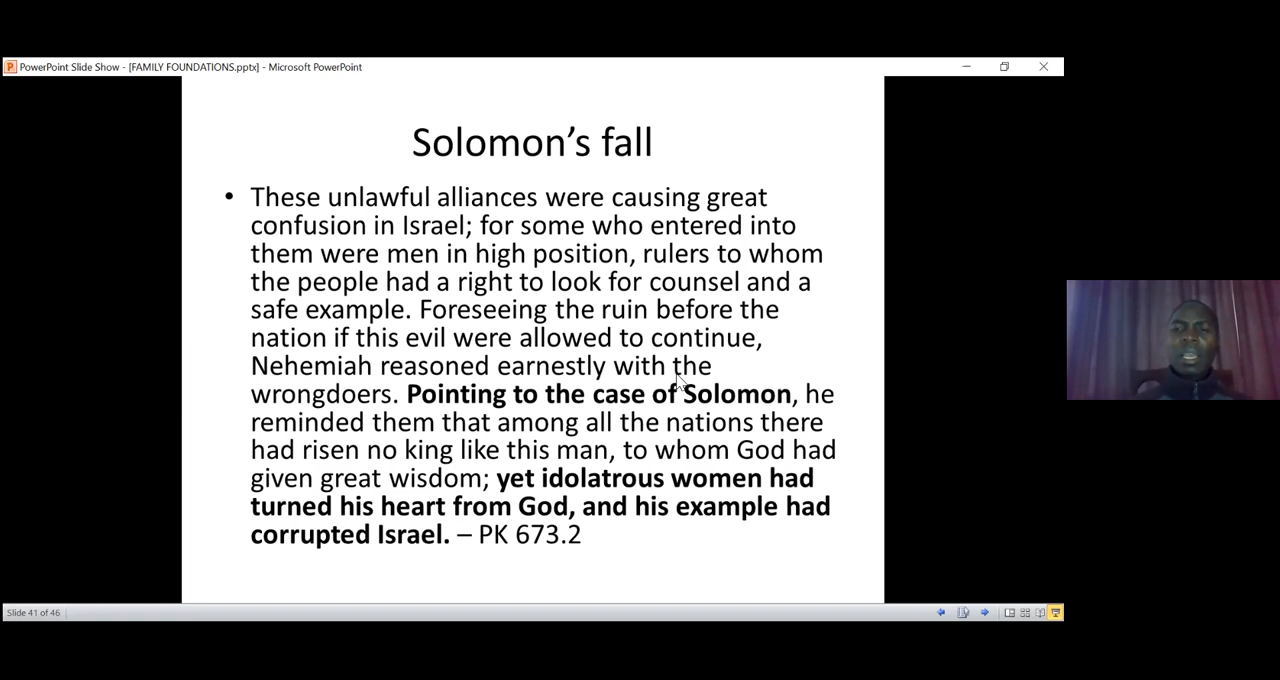 PowerPoint Slide Show - [FAMILY FOUNDATIONS.pptx] - Microsoft PowerPoint
Solomon’s fall
• These unlawful alliances were causing great
confusion in Israel; for some who entered into
them were men in high position, rulers to whom
the people had a right to look for counsel and a
safe example. Foreseeing the ruin before the
nation if this evil were allowed to continue,
Nehemiah reasoned earnestly with the
wrongdoers. Pointing to the case of Solomon, he
reminded them that among all the nations there
had risen no king like this man, to whom God had
given great wisdom; yet idolatrous women had
turned his heart from God, and his example had
corrupted Israel. – PK 673.2
Slide 41 of 46